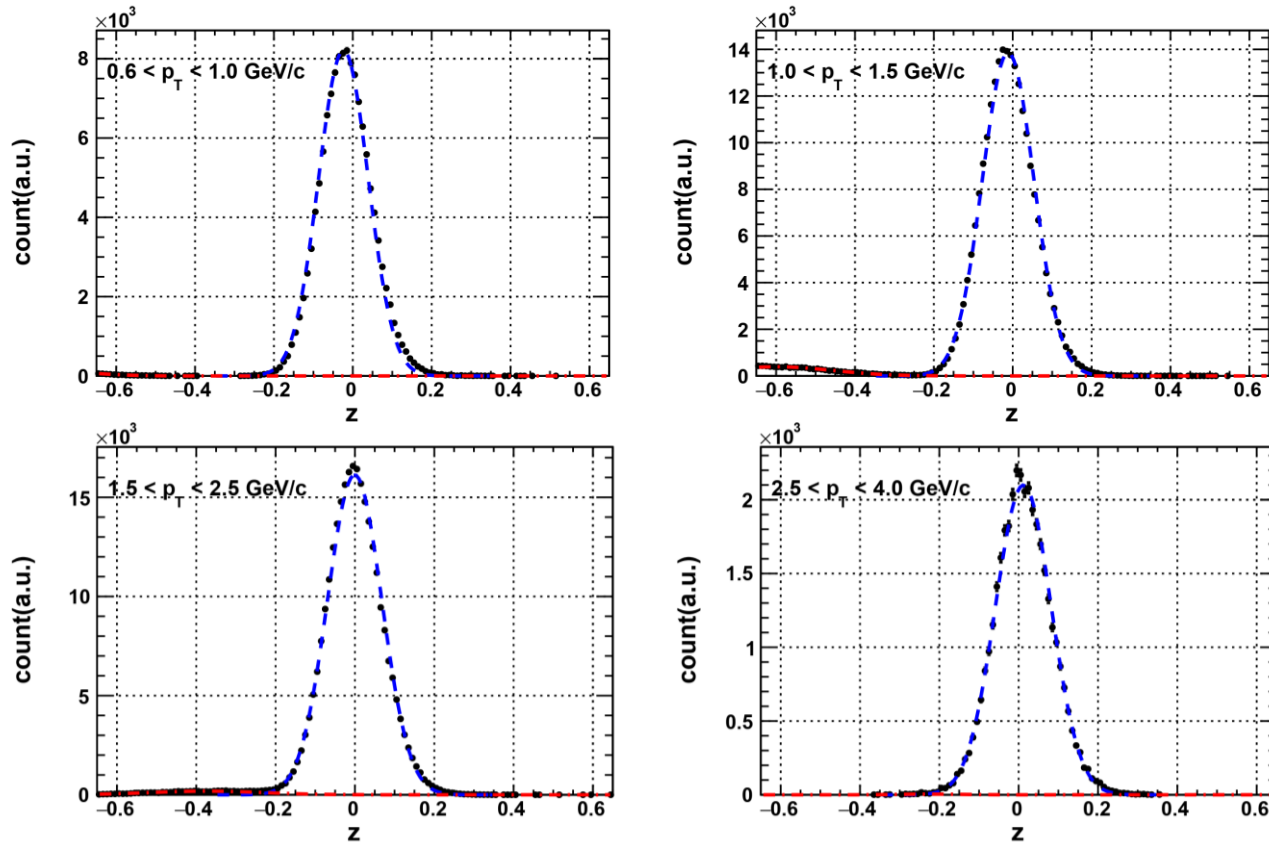 ×10³
0.6 < p_T < 1.0 GeV/c
count(a.u.)
8
6
4
2
0
−0.6 −0.4 −0.2 0 0.2 0.4 0.6
z
×10³
1.0 < p_T < 1.5 GeV/c
count(a.u.)
14
12
10
8
6
4
2
0
−0.6 −0.4 −0.2 0 0.2 0.4 0.6
z
×10³
1.5 < p_T < 2.5 GeV/c
count(a.u.)
15
10
5
0
−0.6 −0.4 −0.2 0 0.2 0.4 0.6
z
×10³
2.5 < p_T < 4.0 GeV/c
count(a.u.)
2
1.5
1
0.5
0
−0.6 −0.4 −0.2 0 0.2 0.4 0.6
z